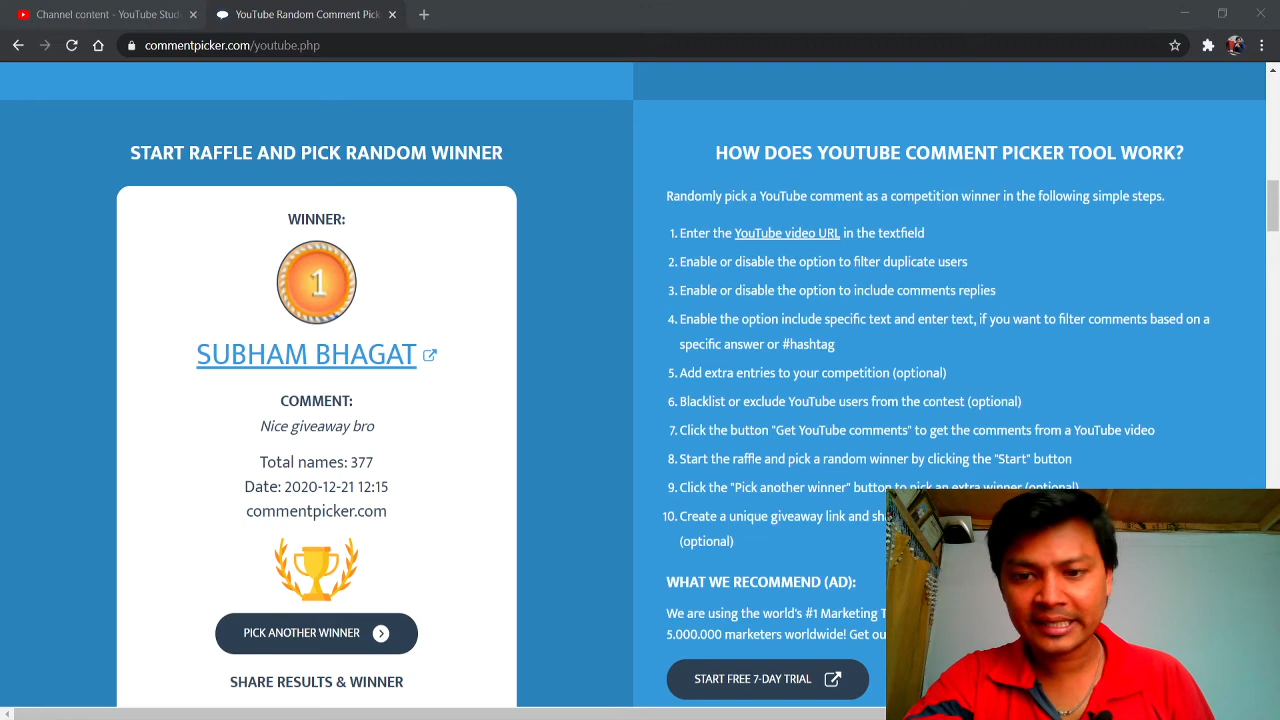 Channel content - YouTube Stud
YouTube Random Comment Pick
commentpicker.com/youtube.php
START RAFFLE AND PICK RANDOM WINNER
WINNER:
1
SUBHAM BHAGAT
COMMENT:
Nice giveaway bro
Total names: 377
Date: 2020-12-21 12:15
commentpicker.com
PICK ANOTHER WINNER
SHARE RESULTS & WINNER
HOW DOES YOUTUBE COMMENT PICKER TOOL WORK?
Randomly pick a YouTube comment as a competition winner in the following simple steps.
1. Enter the YouTube video URL in the textfield
2. Enable or disable the option to filter duplicate users
3. Enable or disable the option to include comments replies
4. Enable the option include specific text and enter text, if you want to filter comments based on a
specific answer or #hashtag
5. Add extra entries to your competition (optional)
6. Blacklist or exclude YouTube users from the contest (optional)
7. Click the button "Get YouTube comments" to get the comments from a YouTube video
8. Start the raffle and pick a random winner by clicking the "Start" button
9. Click the "Pick another winner" button to pick an extra winner (optional)
10. Create a unique giveaway link and sh
(optional)
WHAT WE RECOMMEND (AD):
We are using the world's #1 Marketing T
5.000.000 marketers worldwide! Get ou
START FREE 7-DAY TRIAL